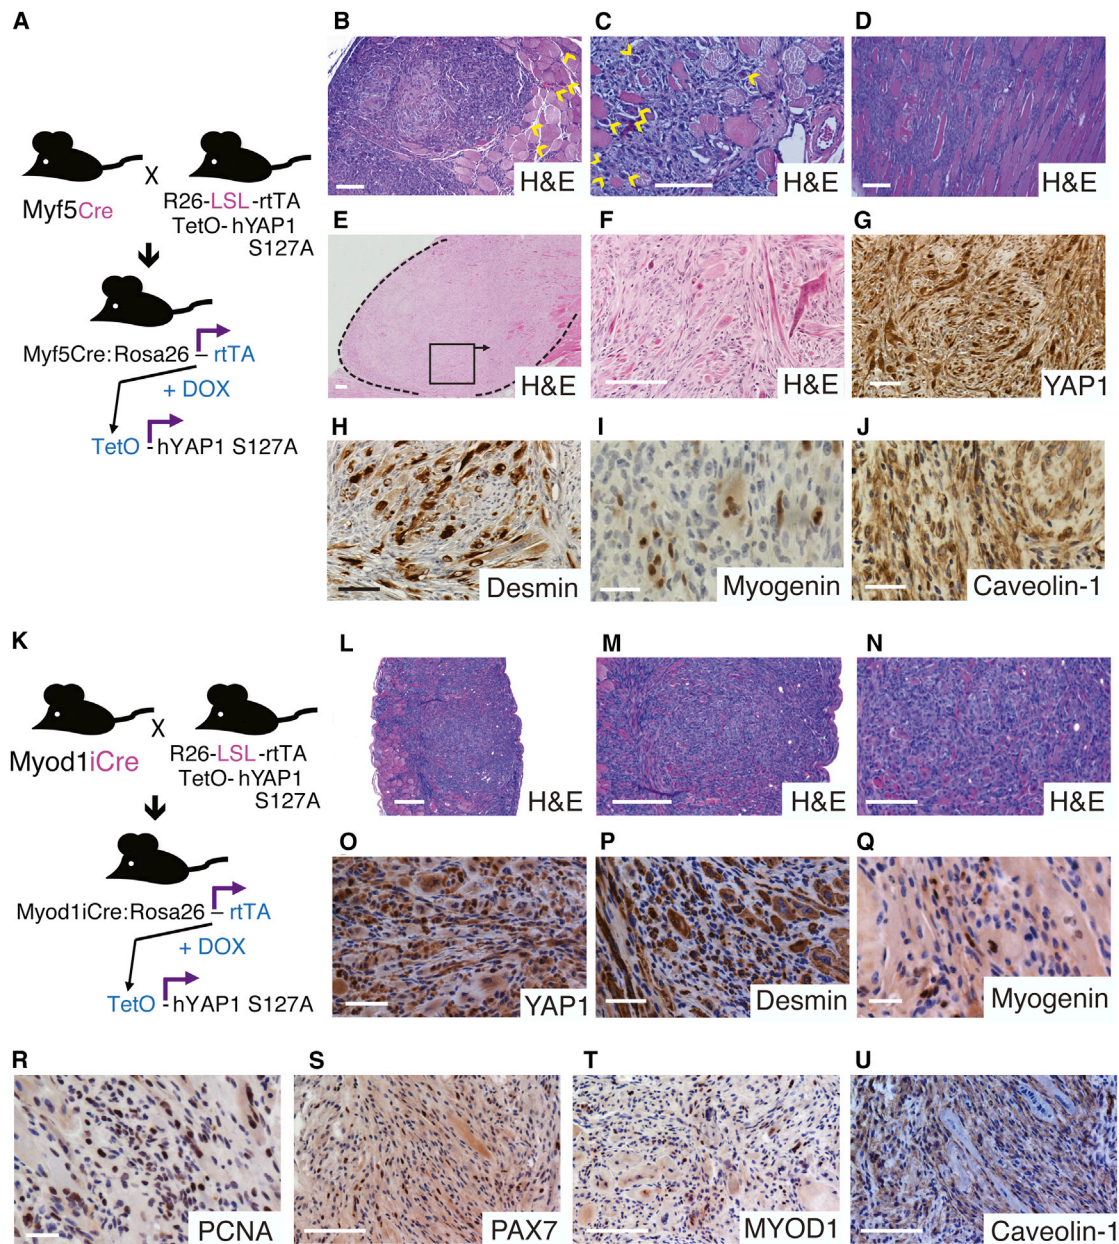 A
Myf5Cre
X
R26-LSL-rtTA
TetO-hYAP1
S127A
Myf5Cre:Rosa26 – rtTA
+ DOX
TetO -hYAP1 S127A
B
H&E
C
H&E
D
H&E
E
H&E
F
H&E
G
YAP1
H
Desmin
I
Myogenin
J
Caveolin-1
K
Myod1iCre
X
R26-LSL-rtTA
TetO-hYAP1
S127A
Myod1iCre:Rosa26 – rtTA
+ DOX
TetO -hYAP1 S127A
L
H&E
M
H&E
N
H&E
O
YAP1
P
Desmin
Q
Myogenin
R
PCNA
S
PAX7
T
MYOD1
U
Caveolin-1